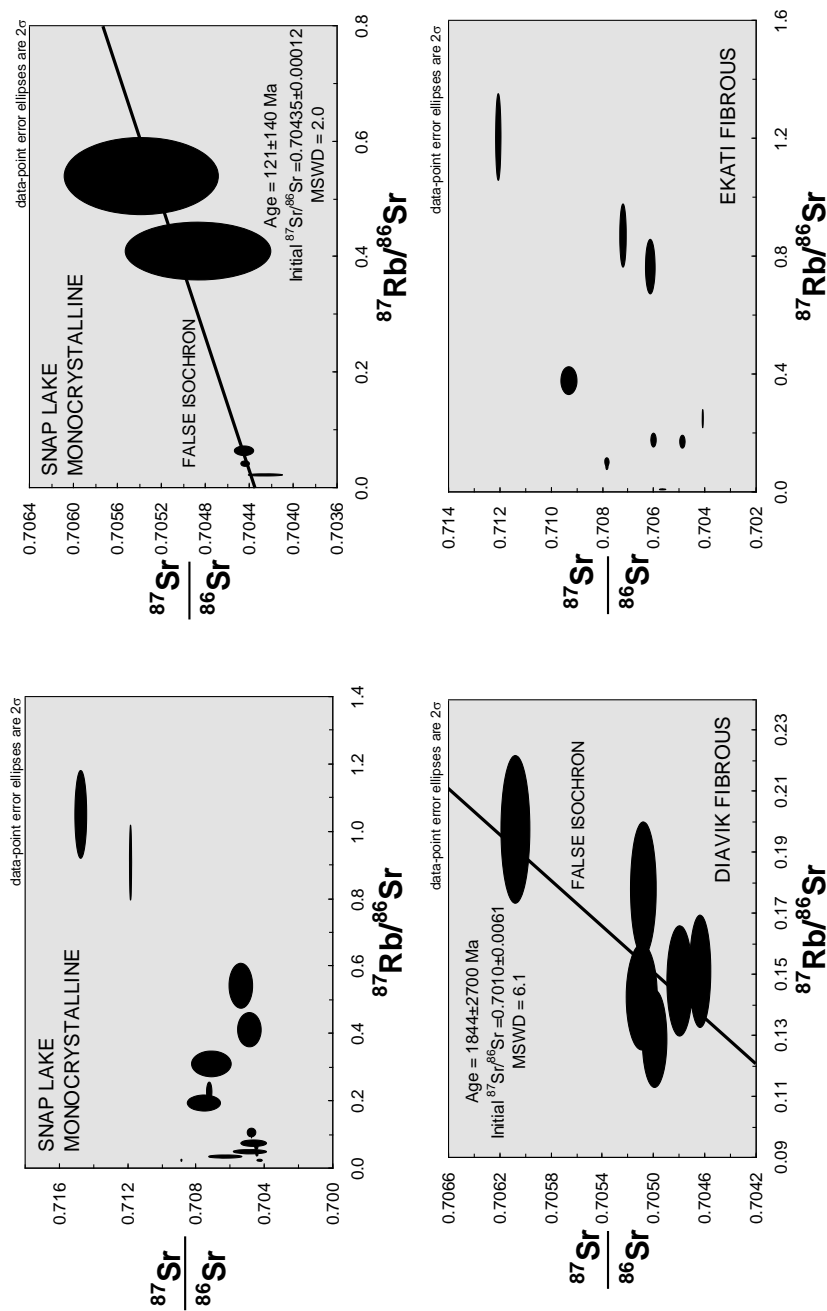 data-point error ellipses are 2σ
SNAP LAKE
MONOCRYSTALLINE
0.716
0.712
0.708
0.704
0.700
87Sr
86Sr
0.0 0.2 0.4 0.6 0.8 1.0 1.2 1.4
87Rb/86Sr
data-point error ellipses are 2σ
SNAP LAKE
MONOCRYSTALLINE
FALSE ISOCHRON
Age = 121±140 Ma
Initial 87Sr/86Sr =0.70435±0.00012
MSWD = 2.0
0.7064
0.7060
0.7056
0.7052
0.7048
0.7044
0.7040
0.7036
87Sr
86Sr
0.0 0.2 0.4 0.6 0.8
87Rb/86Sr
data-point error ellipses are 2σ
Age = 1844±2700 Ma
Initial 87Sr/86Sr =0.7010±0.0061
MSWD = 6.1
FALSE ISOCHRON
DIAVIK FIBROUS
0.7066
0.7062
0.7058
0.7054
0.7050
0.7046
0.7042
87Sr
86Sr
0.09 0.11 0.13 0.15 0.17 0.19 0.21 0.23
87Rb/86Sr
data-point error ellipses are 2σ
EKATI FIBROUS
0.714
0.712
0.710
0.708
0.706
0.704
0.702
87Sr
86Sr
0.0 0.4 0.8 1.2 1.6
87Rb/86Sr